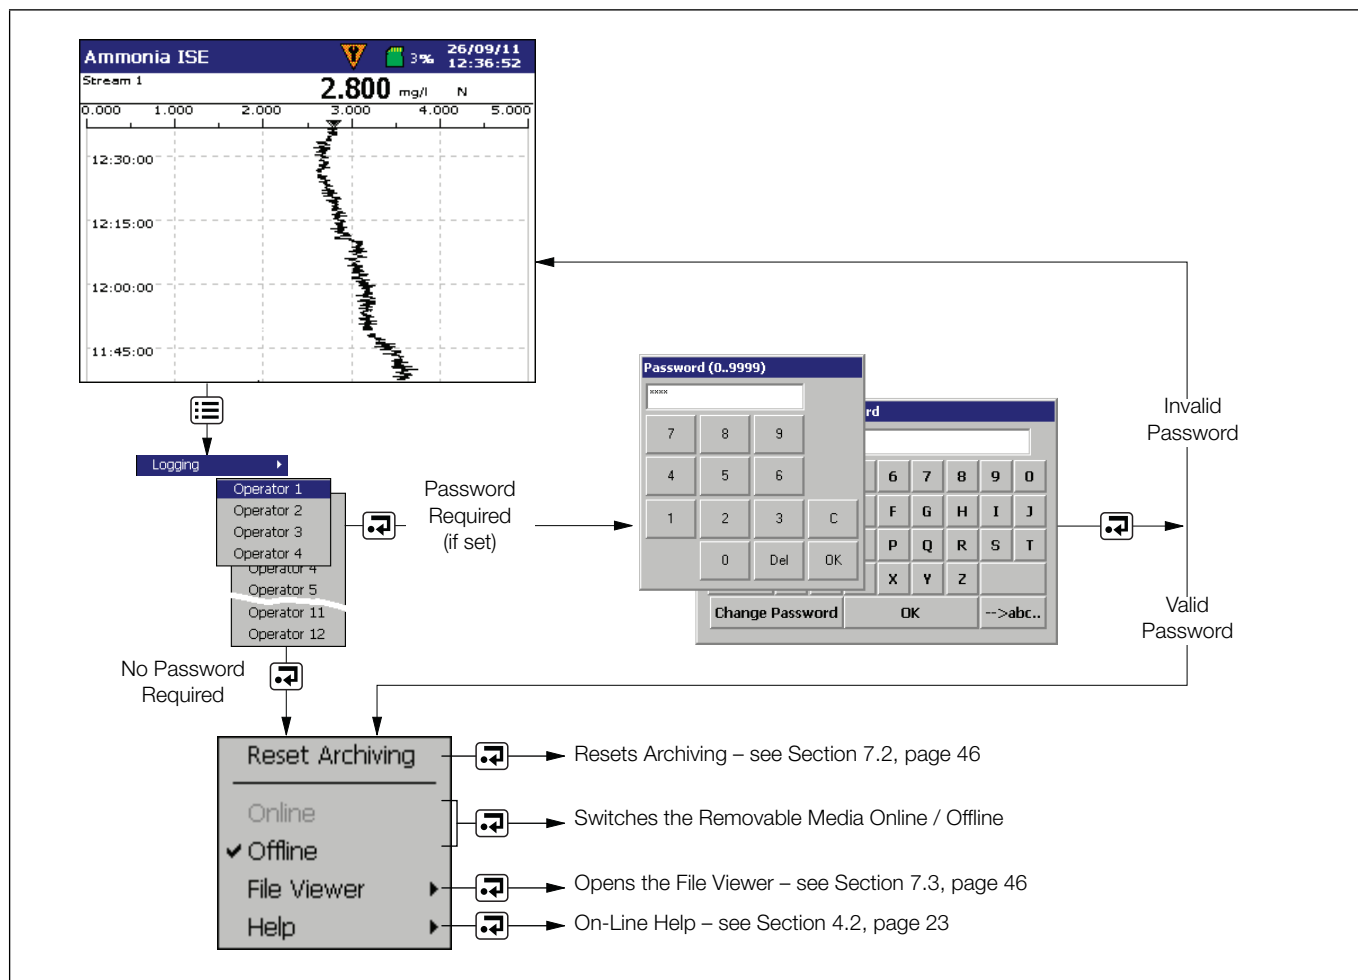 Ammonia ISE
3%
26/09/11
12:36:52
Stream 1
2.800 mg/l N
0.000 1.000 2.000 3.000 4.000 5.000
12:30:00
12:15:00
12:00:00
11:45:00
Logging
Operator 1
Operator 2
Operator 3
Operator 4
Operator 4
Operator 5
Operator 11
Operator 12
Password
Required
(if set)
Password (0..9999)
xxxx
7 8 9
4 5 6
1 2 3 C
0 Del OK
rd
6 7 8 9 0
F G H I J
P Q R S T
X Y Z
Change Password OK -->abc..
Invalid
Password
Valid
Password
No Password
Required
Reset Archiving
Resets Archiving – see Section 7.2, page 46
Online
Switches the Removable Media Online / Offline
Offline
File Viewer
Opens the File Viewer – see Section 7.3, page 46
Help
On-Line Help – see Section 4.2, page 23